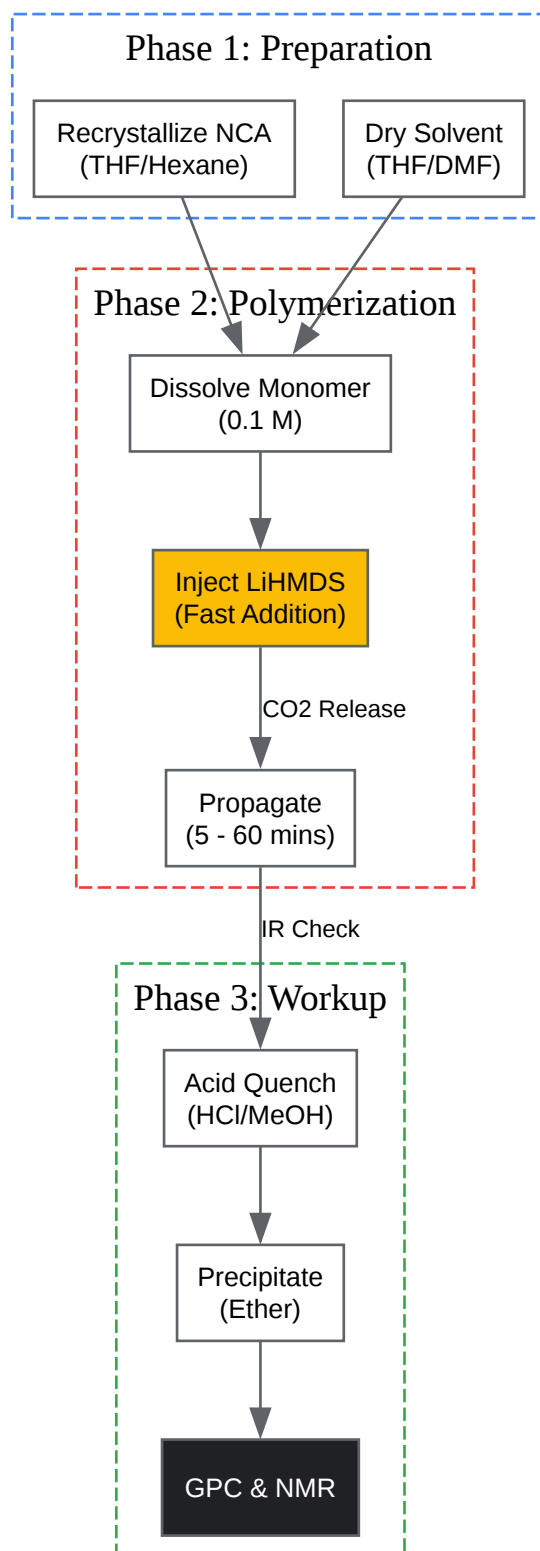 Phase 1: Preparation
Recrystallize NCA
(THF/Hexane)
Dry Solvent
(THF/DMF)
Phase 2: Polymerization
Dissolve Monomer
(0.1 M)
Inject LiHMDS
(Fast Addition)
CO2 Release
Propagate
(5 - 60 mins)
IR Check
Phase 3: Workup
Acid Quench
(HCl/MeOH)
Precipitate
(Ether)
GPC & NMR